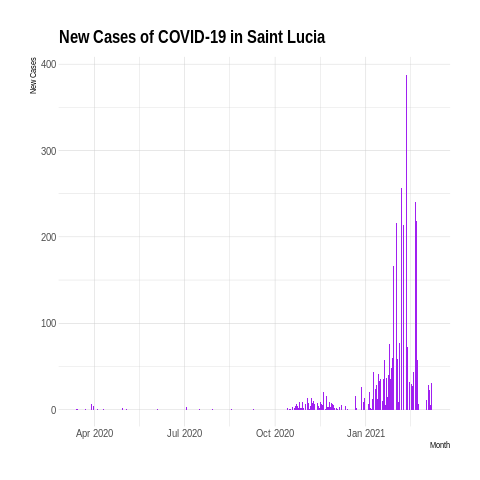 New Cases of COVID-19 in Saint Lucia
New Cases
400
300
200
100
0
Apr 2020
Jul 2020
Oct 2020
Jan 2021
Month